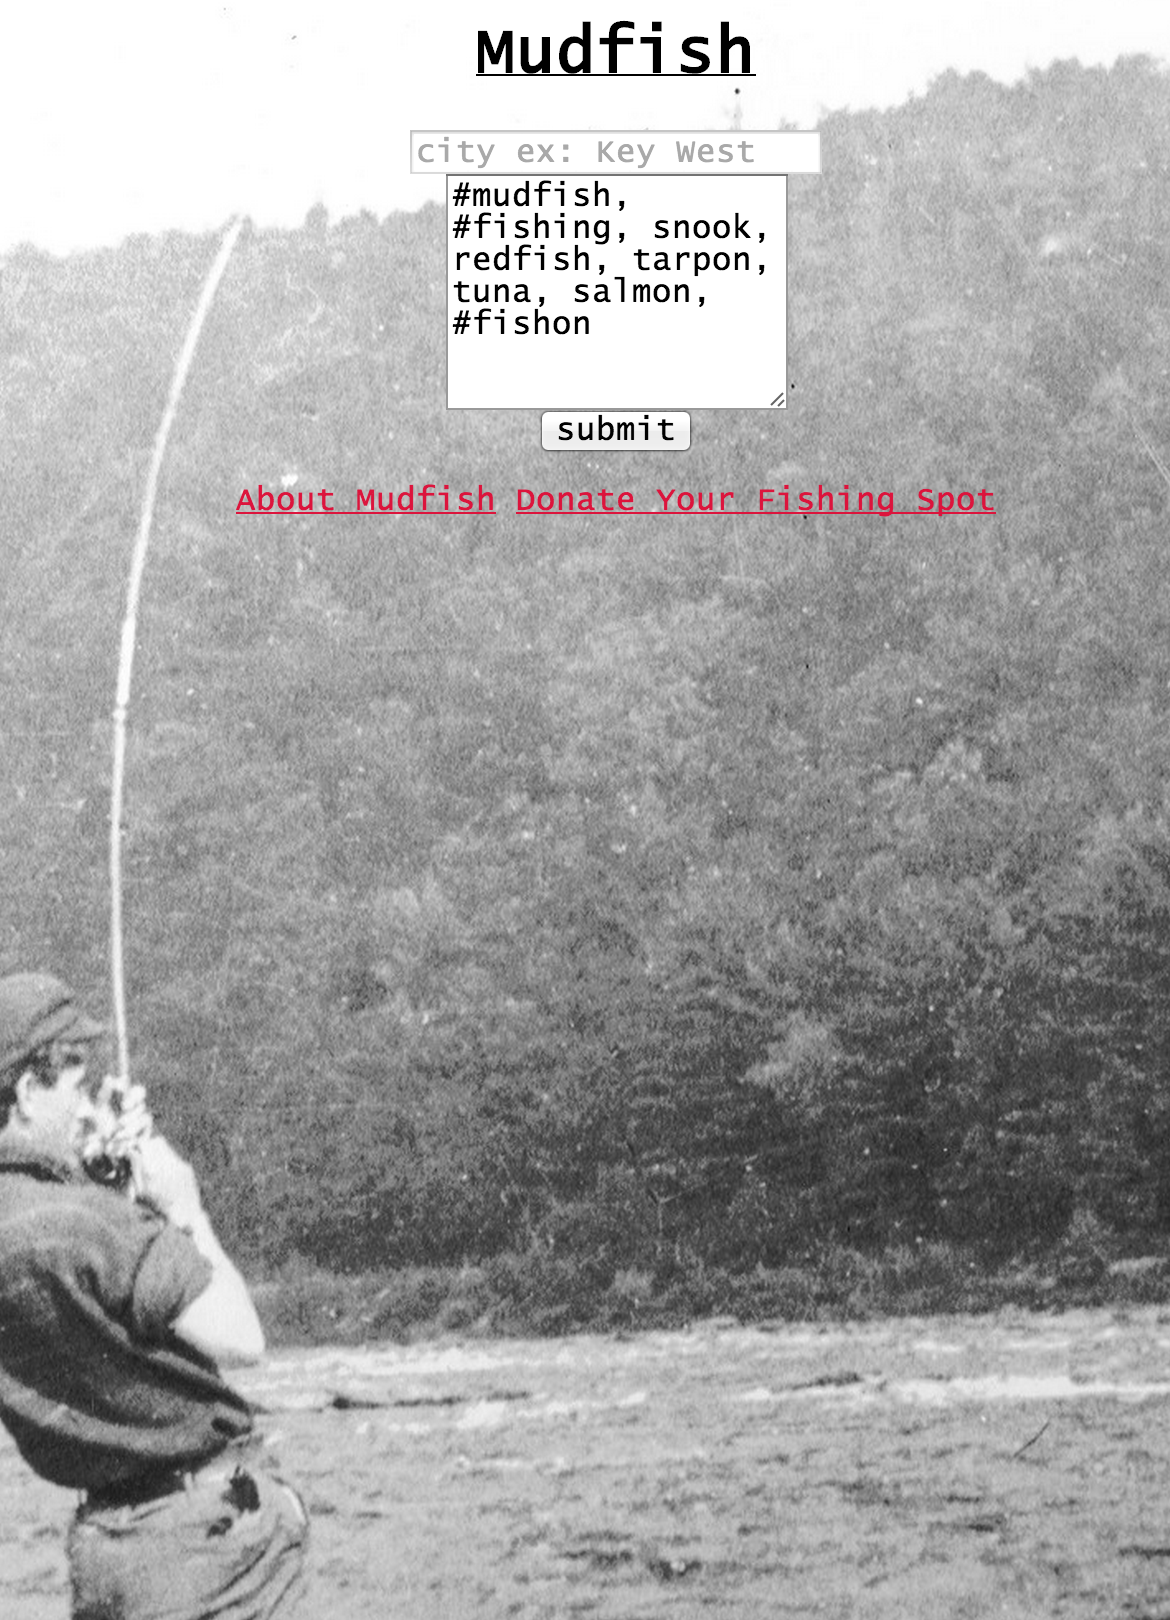 Mudfish
city ex: Key West
#mudfish,
#fishing, snook,
redfish, tarpon,
tuna, salmon,
#fishon
submit
About Mudfish Donate Your Fishing Spot